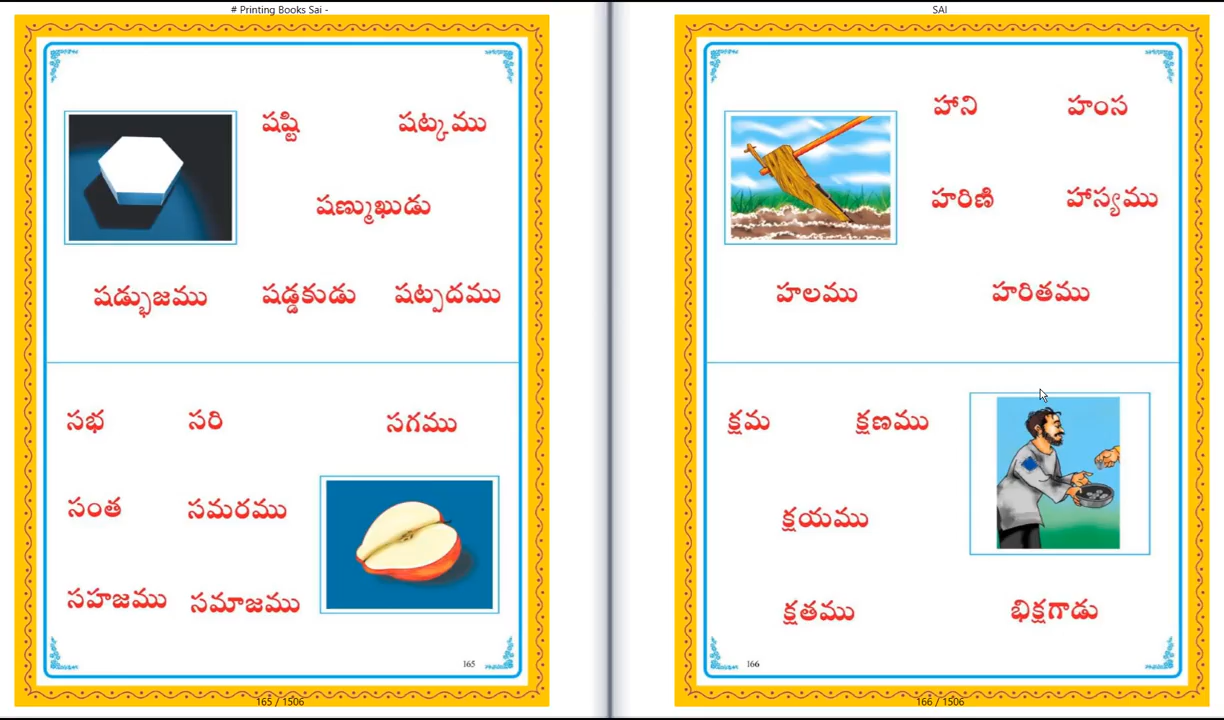 # Printing Books Sai -
షష్టి షట్కము
షణ్ముఖుడు
షడ్భుజము షడ్డకుడు షట్పదము
సభ సరి సగము
సంత సమరము
సహజము సమాజము
165
165 / 1506
SAI
హాని హంస
హరిణి హాస్యము
హలము హరితము
క్షమ క్షణము
క్షయము
క్షతము భిక్షగాడు
166
166 / 1506